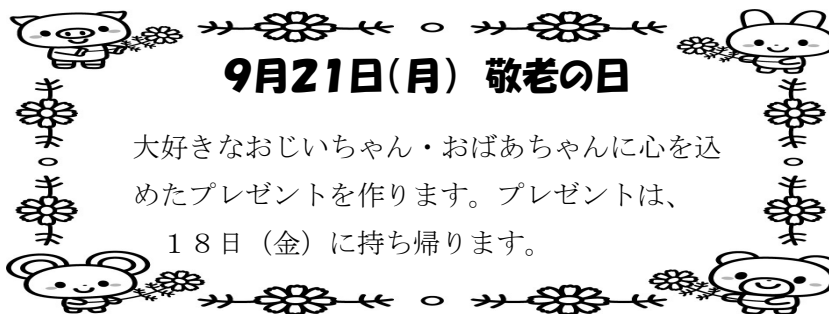 9月21日(月) 敬老の日
大好きなおじいちゃん・おばあちゃんに心を込
めたプレゼントを作ります。プレゼントは、
１８日（金）に持ち帰ります。